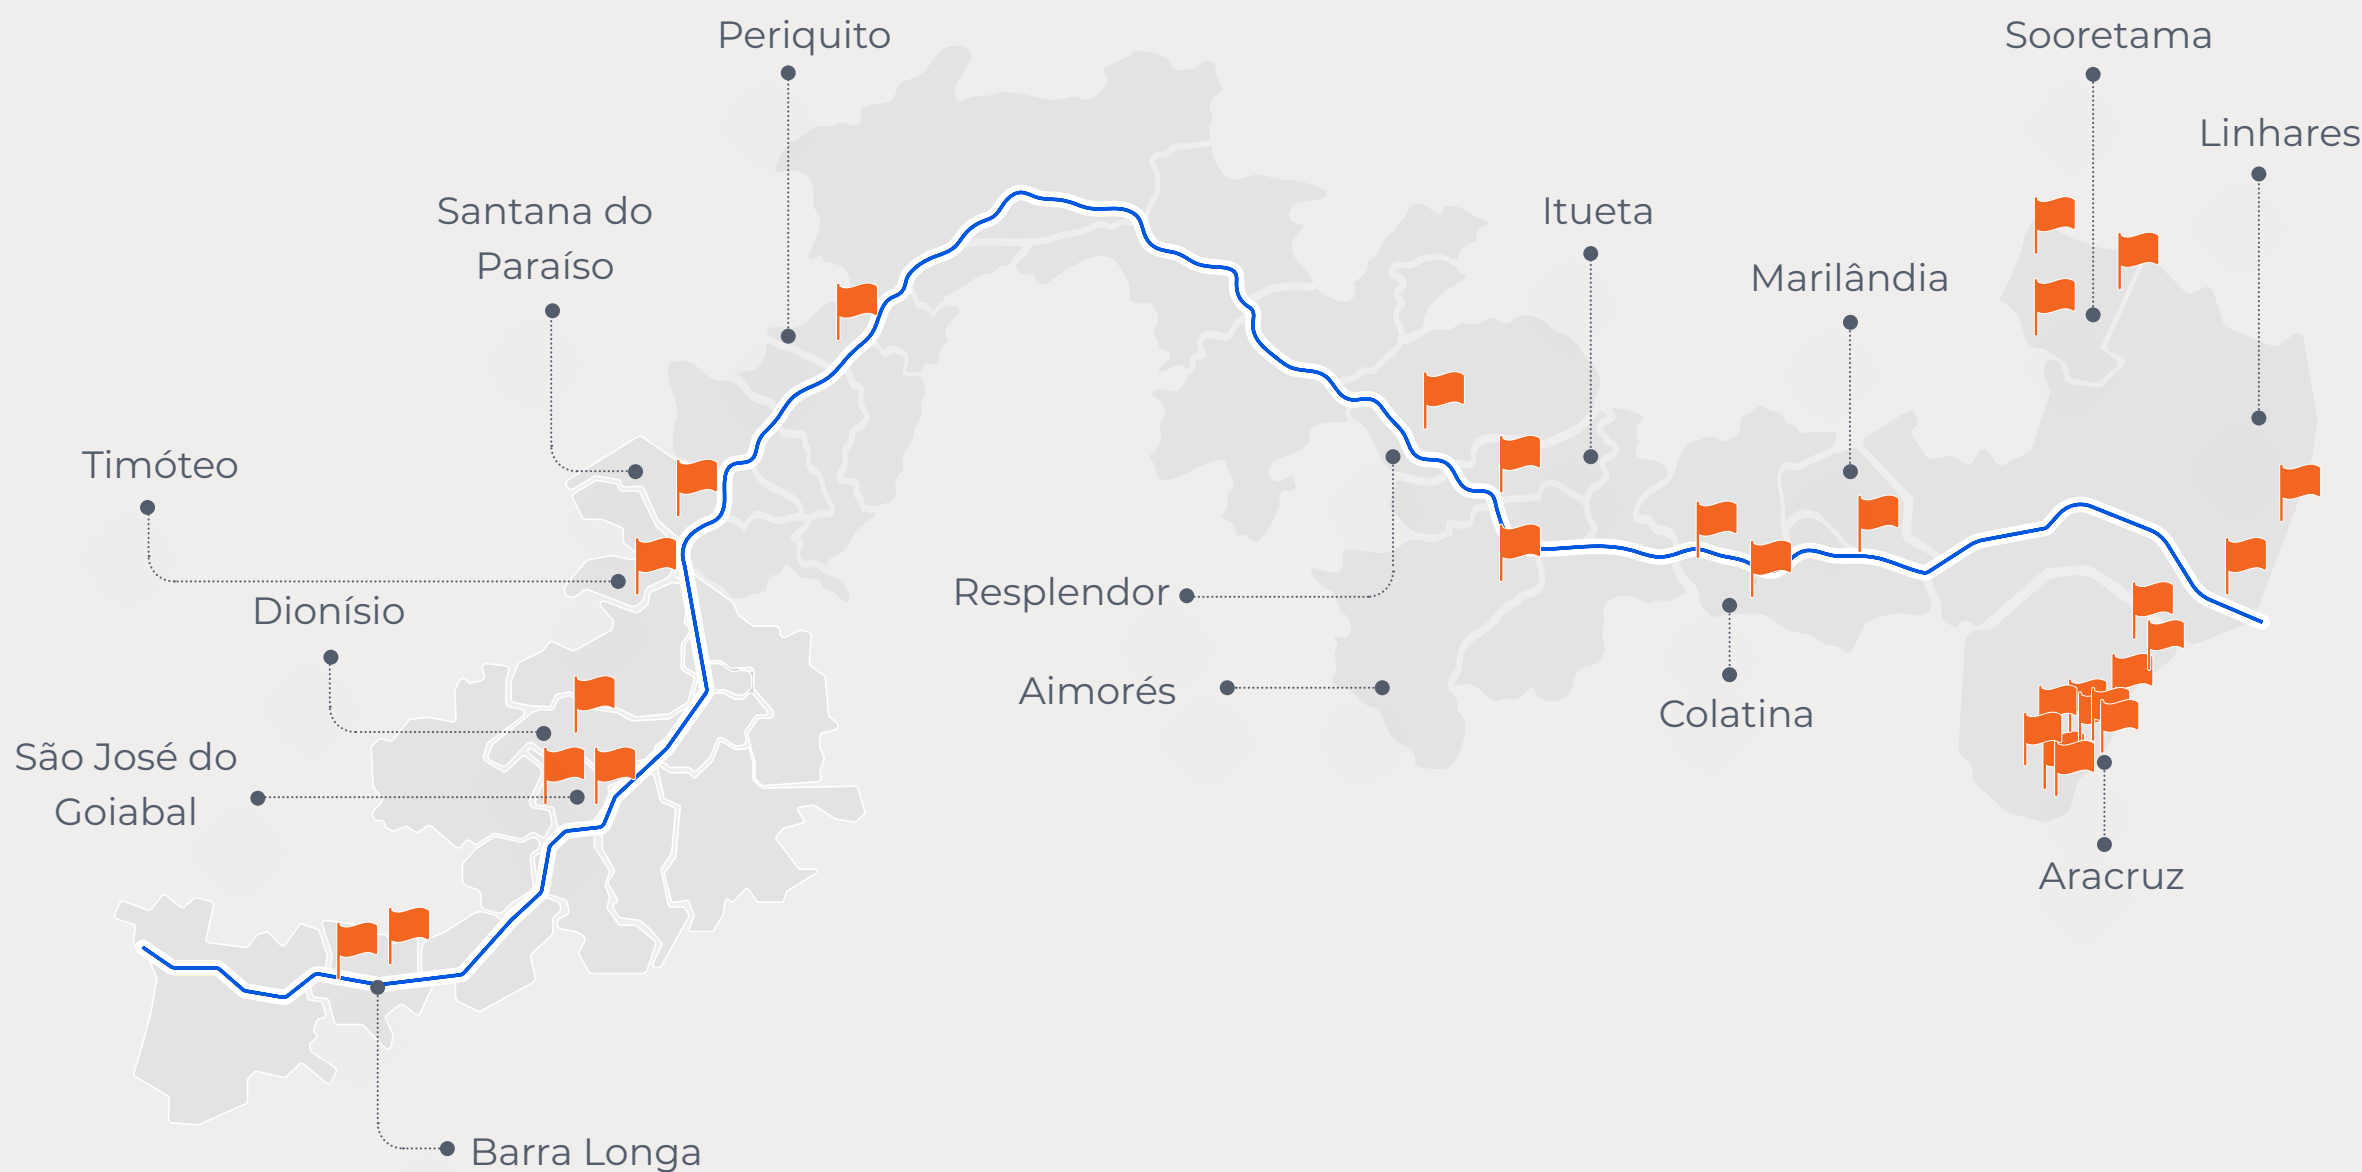 Periquito
Sooretama
Linhares
Santana do
Paraíso
Itueta
Marilândia
Timóteo
Dionísio
Resplendor
Aimorés
Colatina
São José do
Goiabal
Aracruz
Barra Longa